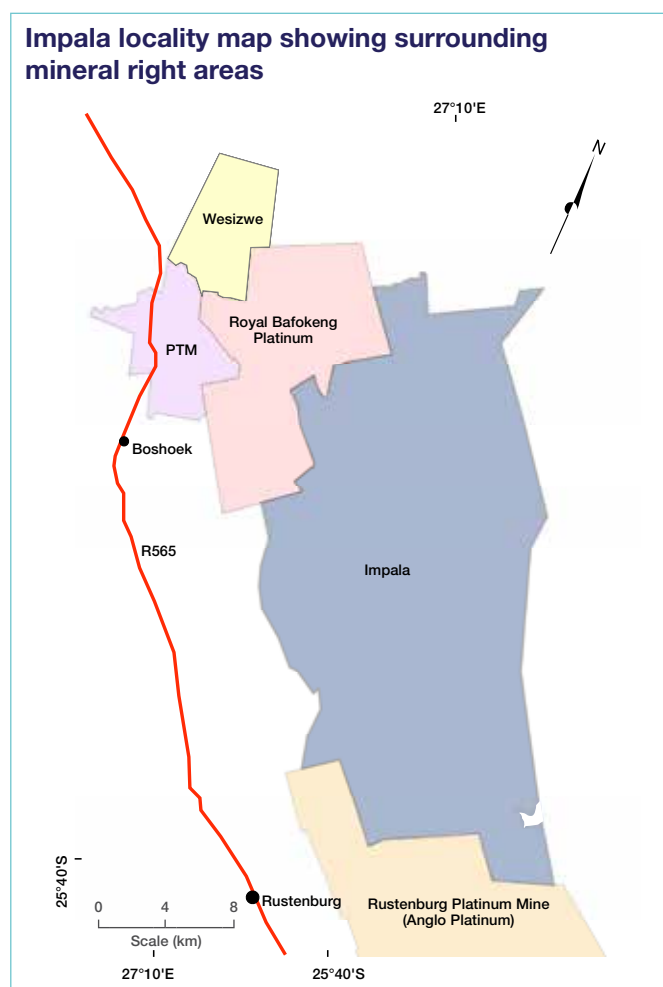 Impala locality map showing surrounding
mineral right areas
27°10'E
N
Wesizwe
Royal Bafokeng
Platinum
PTM
Boshoek
R565
Impala
25°40'S
Rustenburg
Rustenburg Platinum Mine
(Anglo Platinum)
0 4 8
Scale (km)
27°10'E
25°40'S